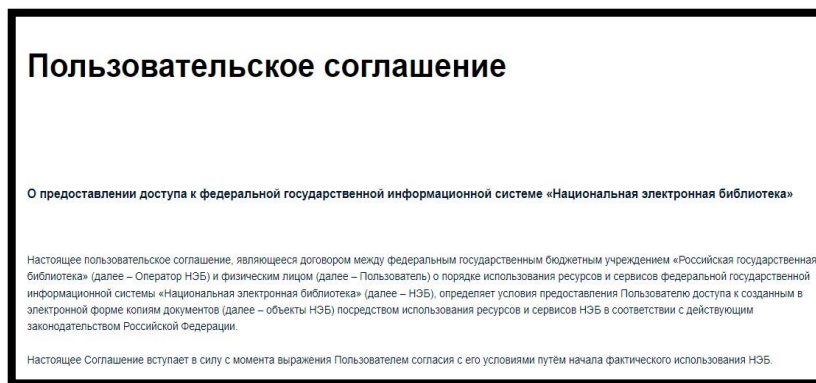 Пользовательское соглашение
О предоставлении доступа к федеральной государственной информационной системе «Национальная электронная библиотека»
Настоящее пользовательское соглашение, являющееся договором между федеральным государственным бюджетным учреждением «Российская государственная
библиотека» (далее – Оператор НЭБ) и физическим лицом (далее – Пользователь) о порядке использования ресурсов и сервисов федеральной государственной
информационной системы «Национальная электронная библиотека» (далее – НЭБ), определяет условия предоставления Пользователю доступа к созданным в
электронной форме копиям документов (далее – объекты НЭБ) посредством использования ресурсов и сервисов НЭБ в соответствии с действующим
законодательством Российской Федерации.
Настоящее Соглашение вступает в силу с момента выражения Пользователем согласия с его условиями путём начала фактического использования НЭБ.